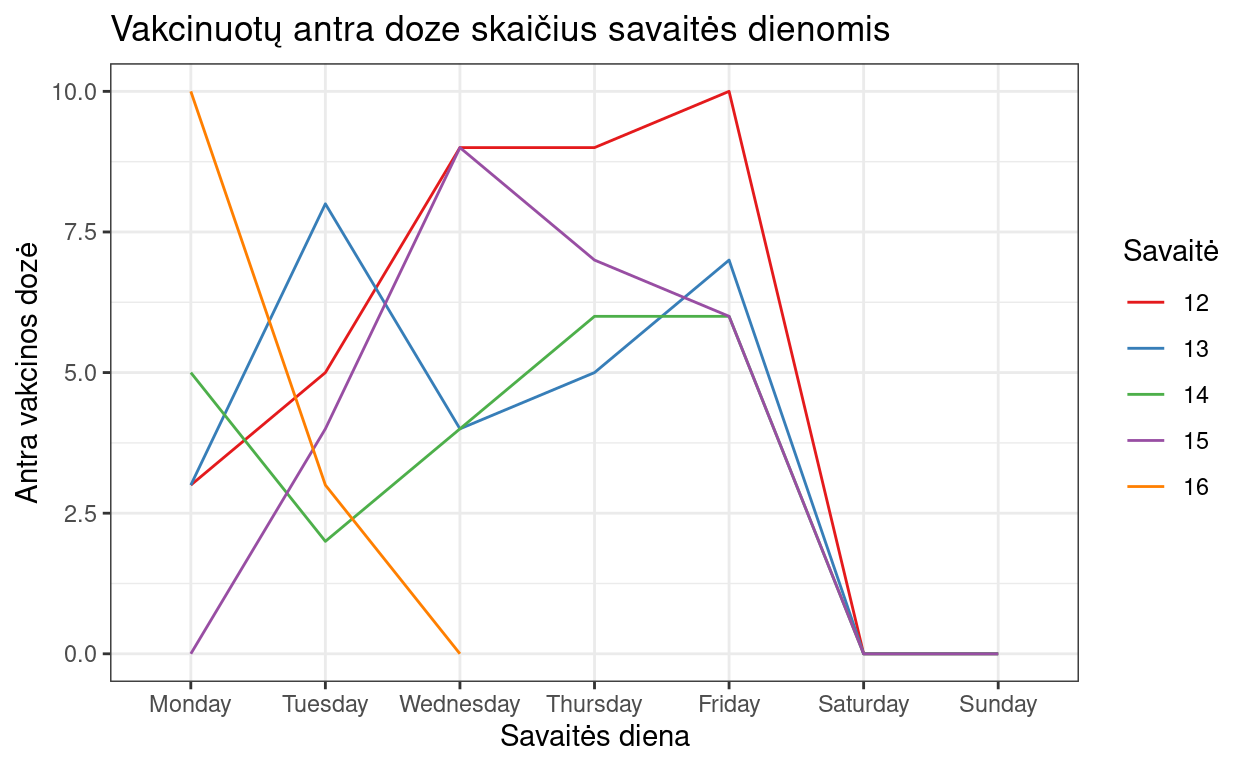 Vakcinuotų antra doze skaičius savaitės dienomis
10.0
7.5
5.0
2.5
0.0
Antra vakcinos dozė
Monday Tuesday Wednesday Thursday Friday Saturday Sunday
Savaitės diena
Savaitė
12
13
14
15
16